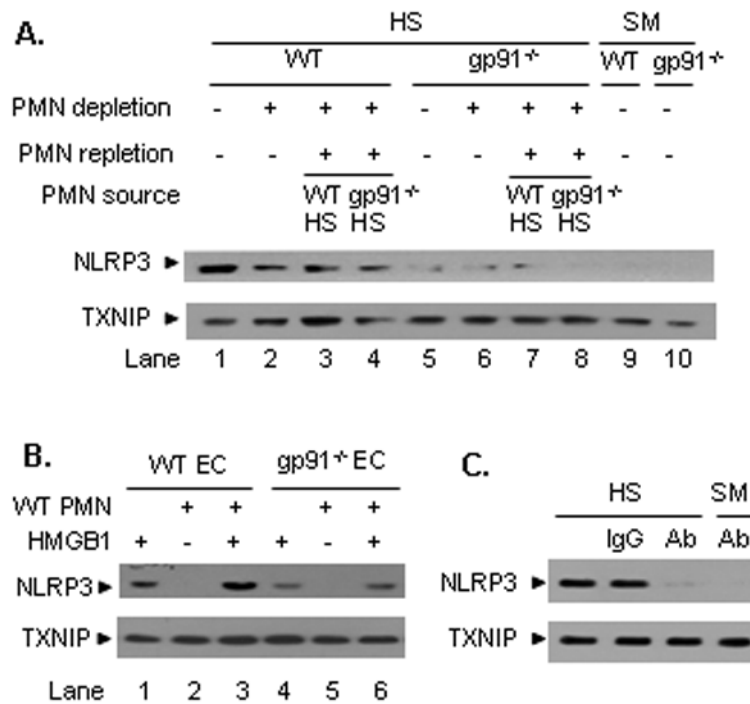 A.
HS SM
WT gp91-/- WT gp91-/-
PMN depletion - + + + - + + + - -
PMN repletion - - + + - - + + - -
PMN source WT gp91-/- WT gp91-/-
HS HS HS HS
NLRP3
TXNIP
Lane 1 2 3 4 5 6 7 8 9 10
B.
WT EC gp91-/- EC
WT PMN + + + +
HMGB1 + - + + - +
NLRP3
TXNIP
Lane 1 2 3 4 5 6
C.
HS SM
IgG Ab Ab
NLRP3
TXNIP